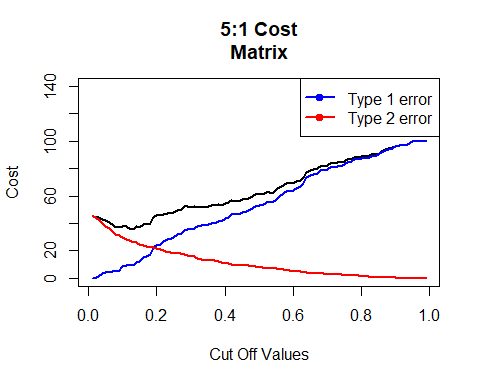 5:1 Cost
Matrix
Type 1 error
Type 2 error
Cost
0 20 60 100 140
0.0 0.2 0.4 0.6 0.8 1.0
Cut Off Values